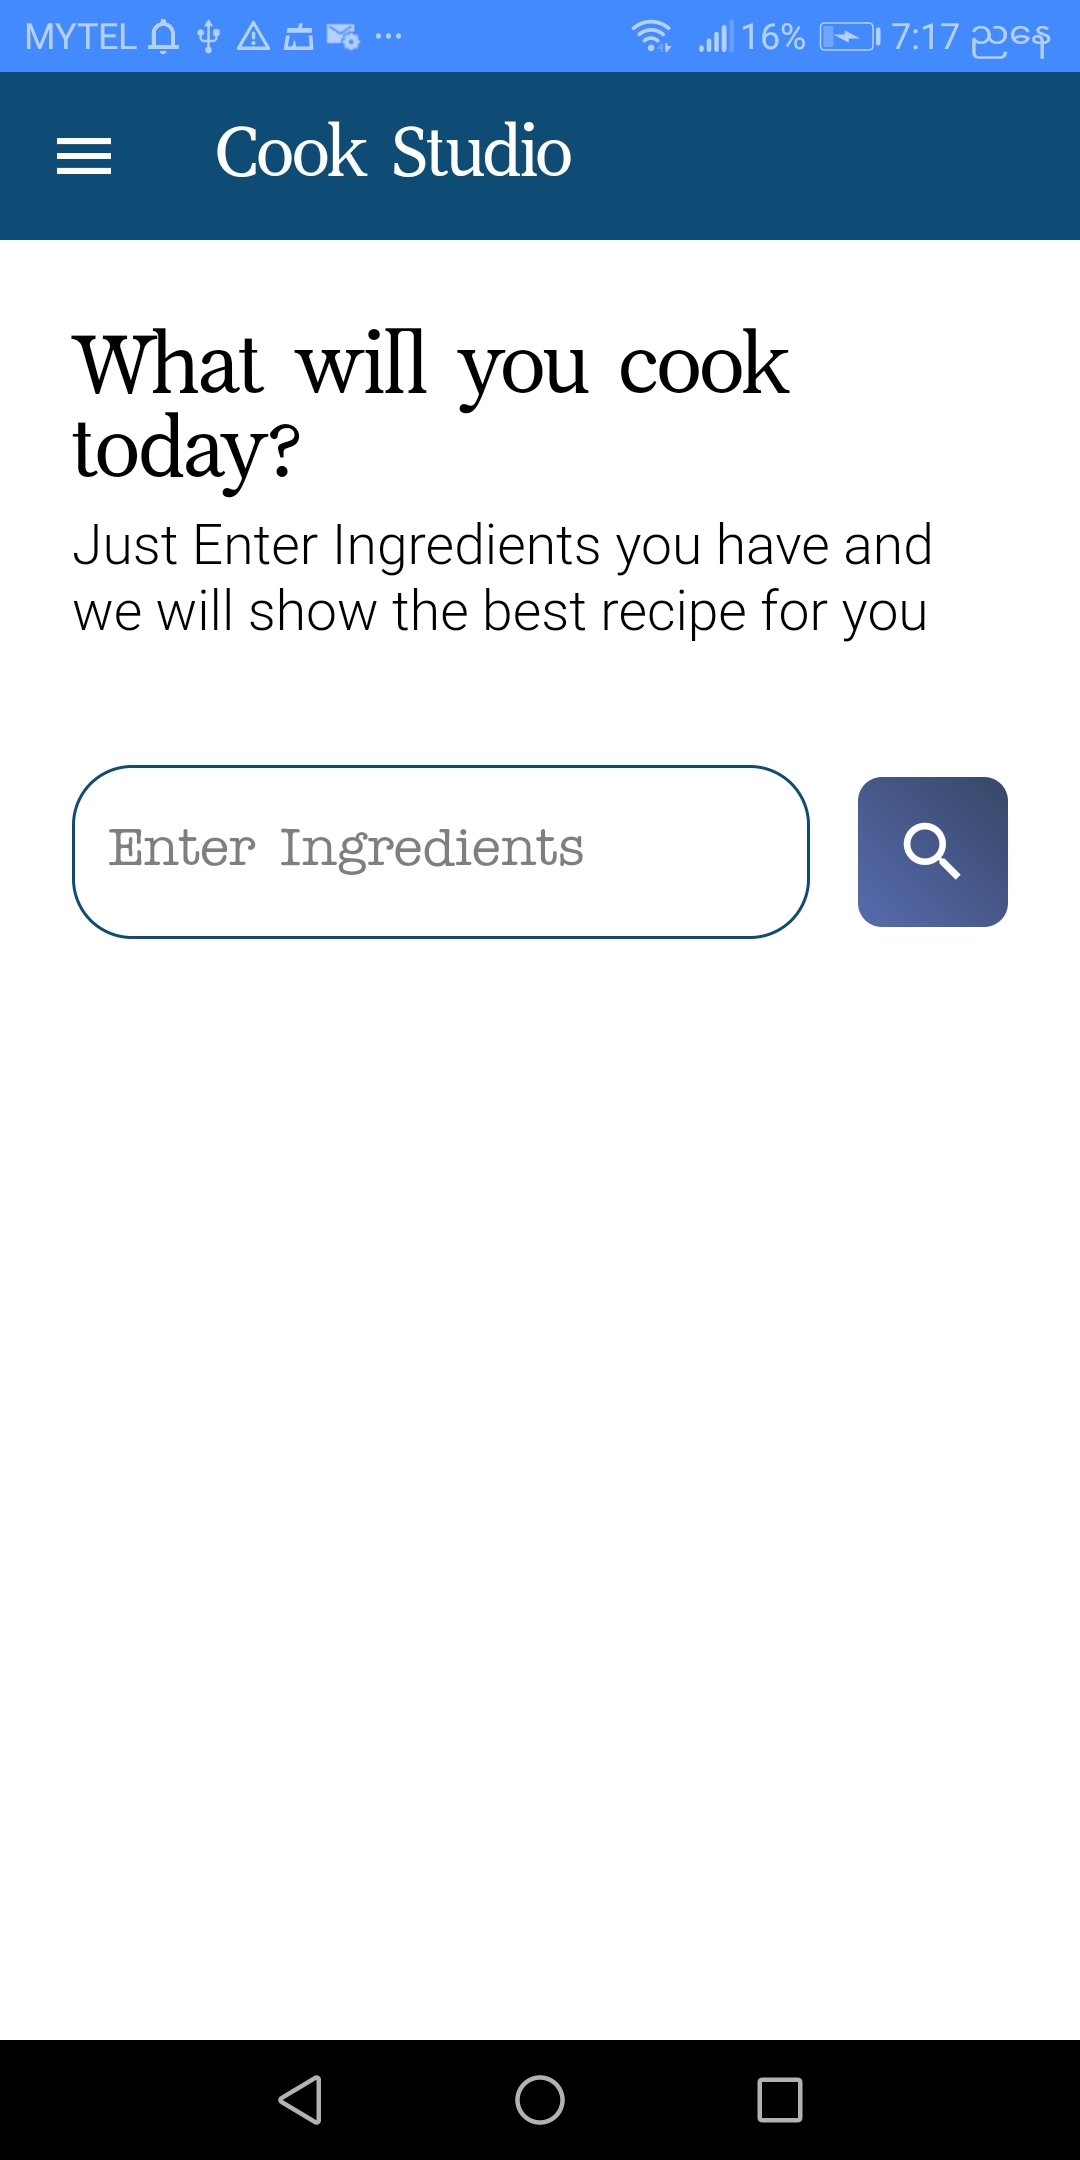 MYTEL 16% 7:17 ညနေ
Cook Studio
What will you cook
today?
Just Enter Ingredients you have and
we will show the best recipe for you
Enter Ingredients